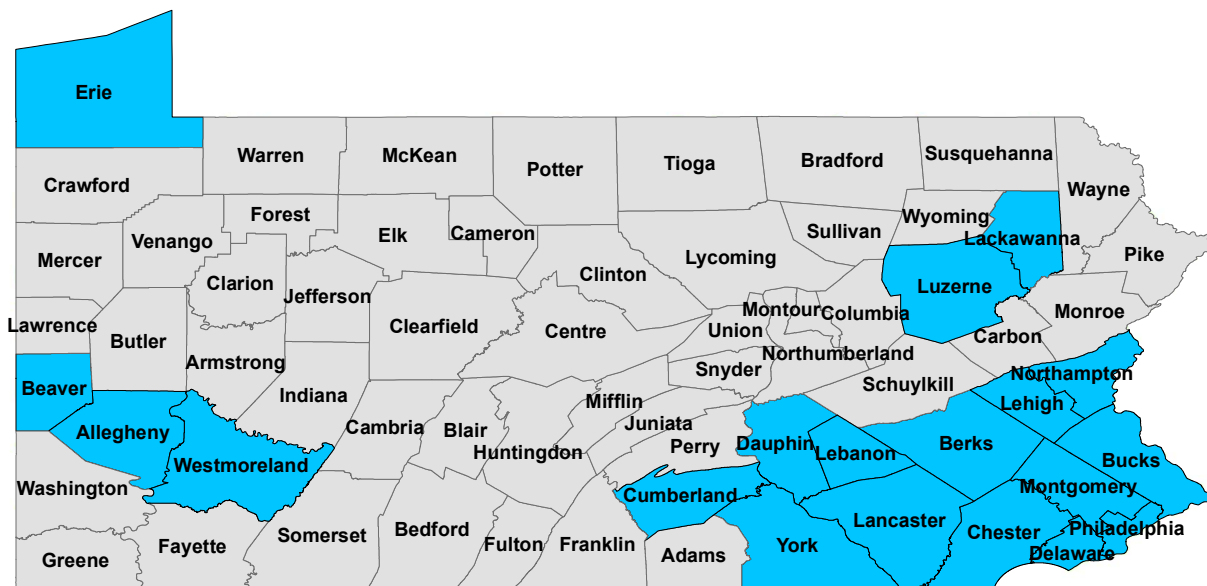 Erie
Warren
McKean
Potter
Tioga
Bradford
Susquehanna
Wayne
Crawford
Forest
Venango
Elk
Cameron
Sullivan
Wyoming
Lackawanna
Mercer
Clarion
Jefferson
Clinton
Lycoming
Luzerne
Pike
Lawrence
Butler
Clearfield
Centre
Union
Montour
Columbia
Monroe
Armstrong
Northumberland
Carbon
Beaver
Indiana
Snyder
Schuylkill
Northampton
Allegheny
Cambria
Blair
Mifflin
Juniata
Lehigh
Westmoreland
Huntingdon
Perry
Dauphin
Lebanon
Berks
Bucks
Washington
Cumberland
Montgomery
Greene
Fayette
Somerset
Bedford
Fulton
Franklin
Adams
York
Lancaster
Chester
Delaware
Philadelphia